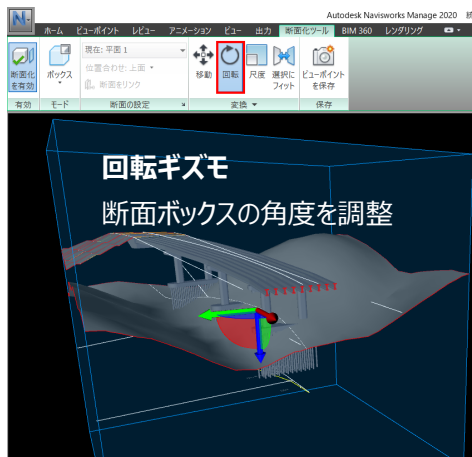 Autodesk Navisworks Manage 2020
N
ホーム ビューポイント レビュー アニメーション ビュー 出力 断面化ツール BIM 360 レンダリング
断面化
を有効
ボックス
現在: 平面 1
位置合わせ: 上面
断面をリンク
移動 回転 尺度 選択に
フィット
ビューポイント
を保存
有効 モード 断面の設定 変換 保存
回転ギズモ
断面ボックスの角度を調整